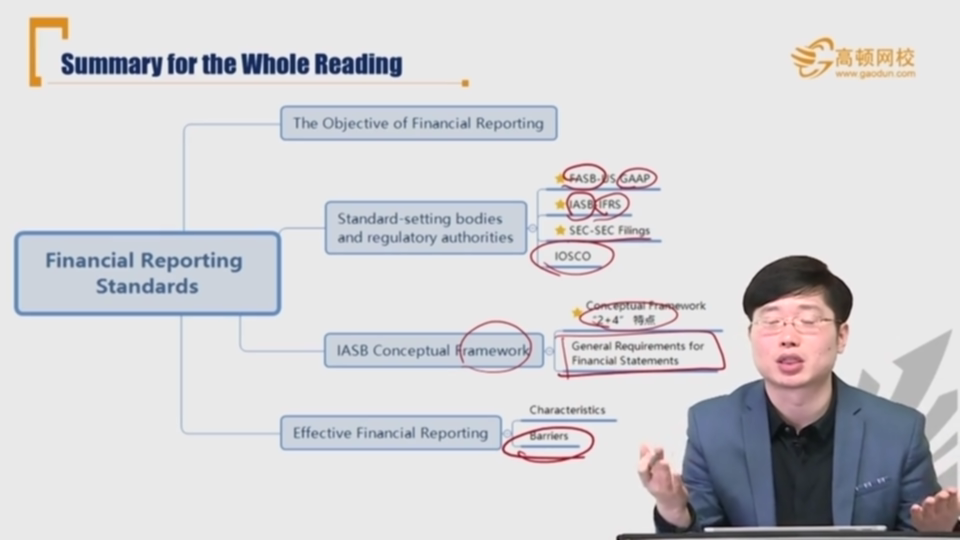 Summary for the Whole Reading
高顿网校
www.gaodun.com
The Objective of Financial Reporting
Standard-setting bodies
and regulatory authorities
FASB-US GAAP
IASB-IFRS
SEC-SEC Filings
IOSCO
Financial Reporting
Standards
IASB Conceptual Framework
Conceptual Framework
"2+4" 特点
General Requirements for
Financial Statements
Effective Financial Reporting
Characteristics
Barriers